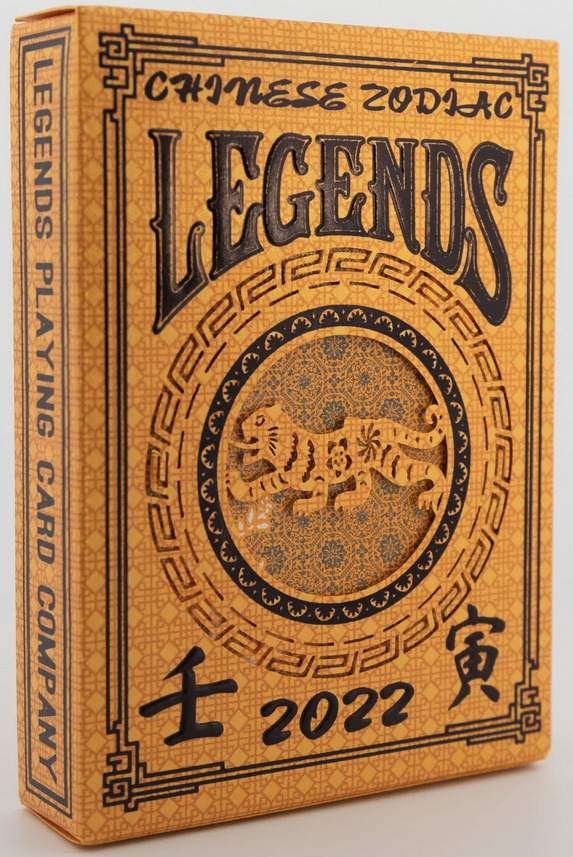 CHINESE ZODIAC
LEGENDS
壬 2022 寅
LEGENDS PLAYING CARD COMPANY